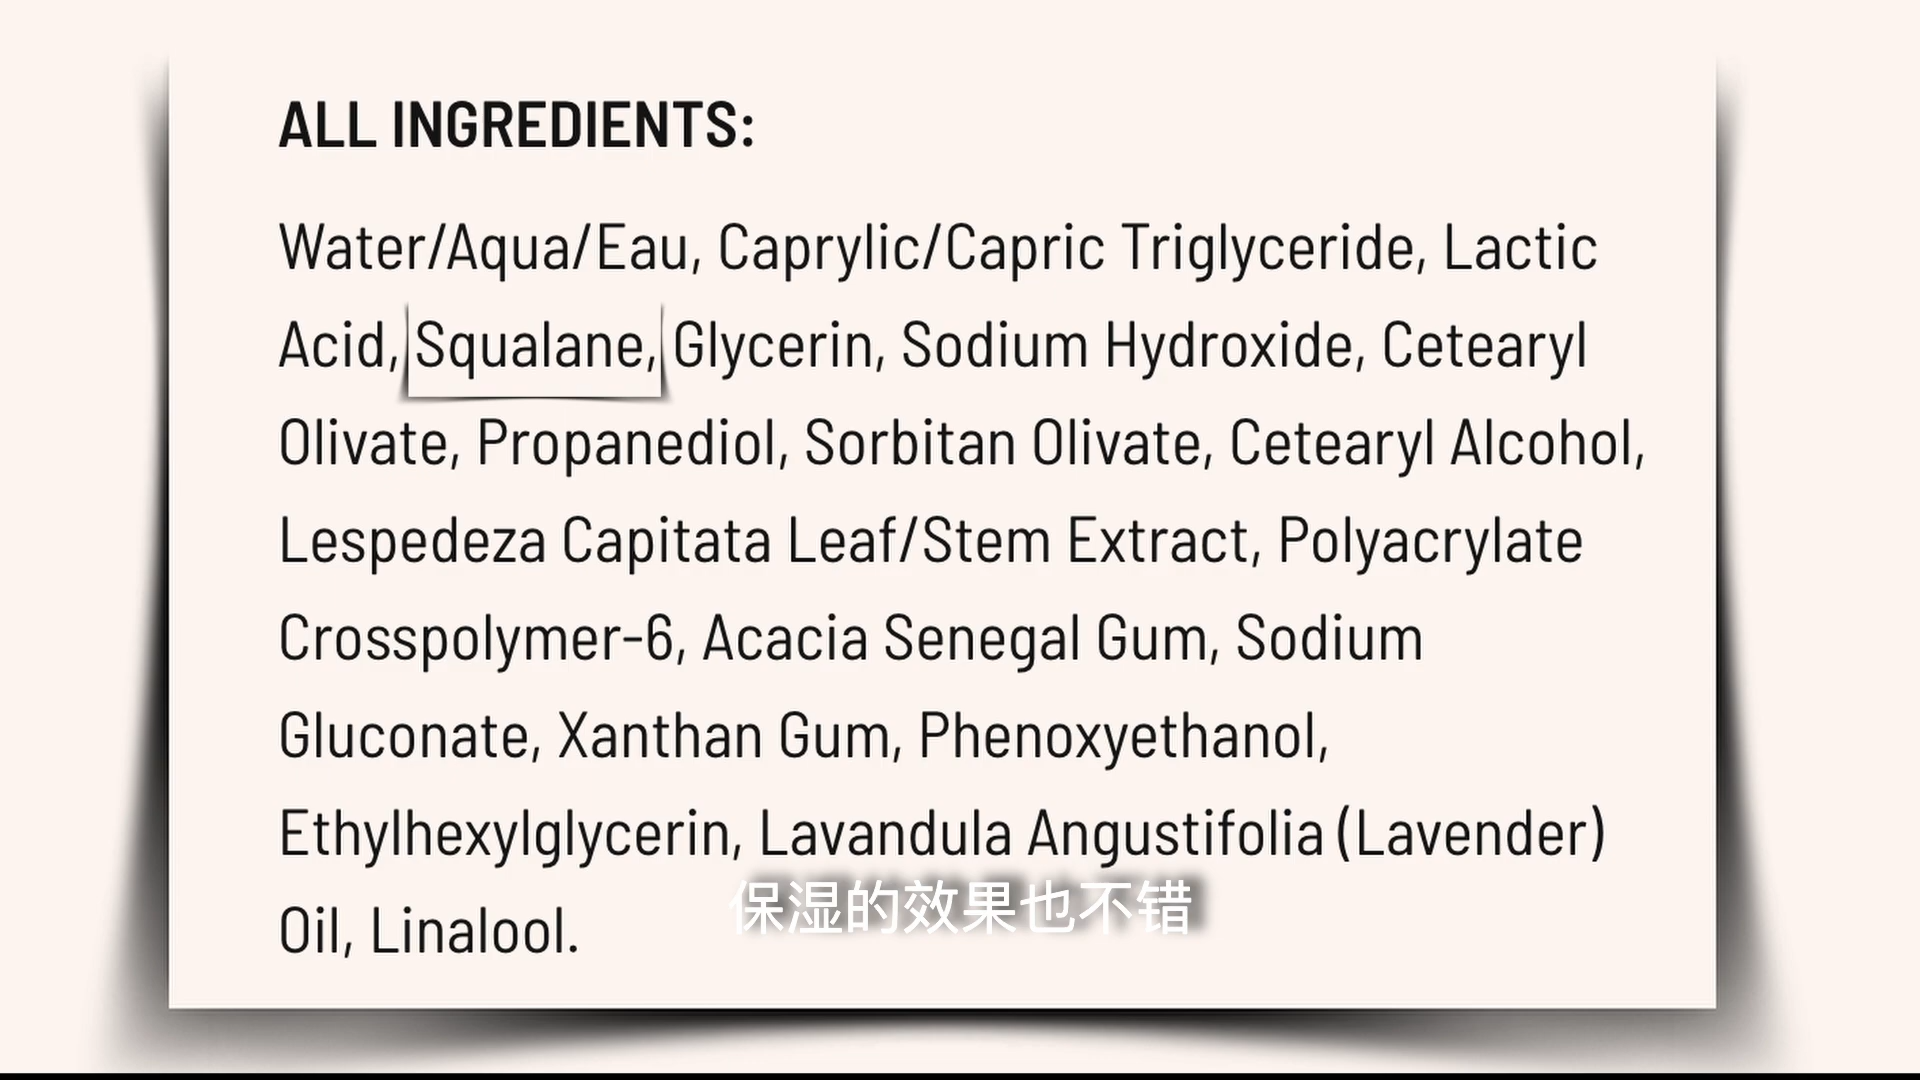 ALL INGREDIENTS:
Water/Aqua/Eau, Caprylic/Capric Triglyceride, Lactic
Acid, Squalane, Glycerin, Sodium Hydroxide, Cetearyl
Olivate, Propanediol, Sorbitan Olivate, Cetearyl Alcohol,
Lespedeza Capitata Leaf/Stem Extract, Polyacrylate
Crosspolymer-6, Acacia Senegal Gum, Sodium
Gluconate, Xanthan Gum, Phenoxyethanol,
Ethylhexylglycerin, Lavandula Angustifolia (Lavender)
Oil, Linalool.
保湿的效果也不错